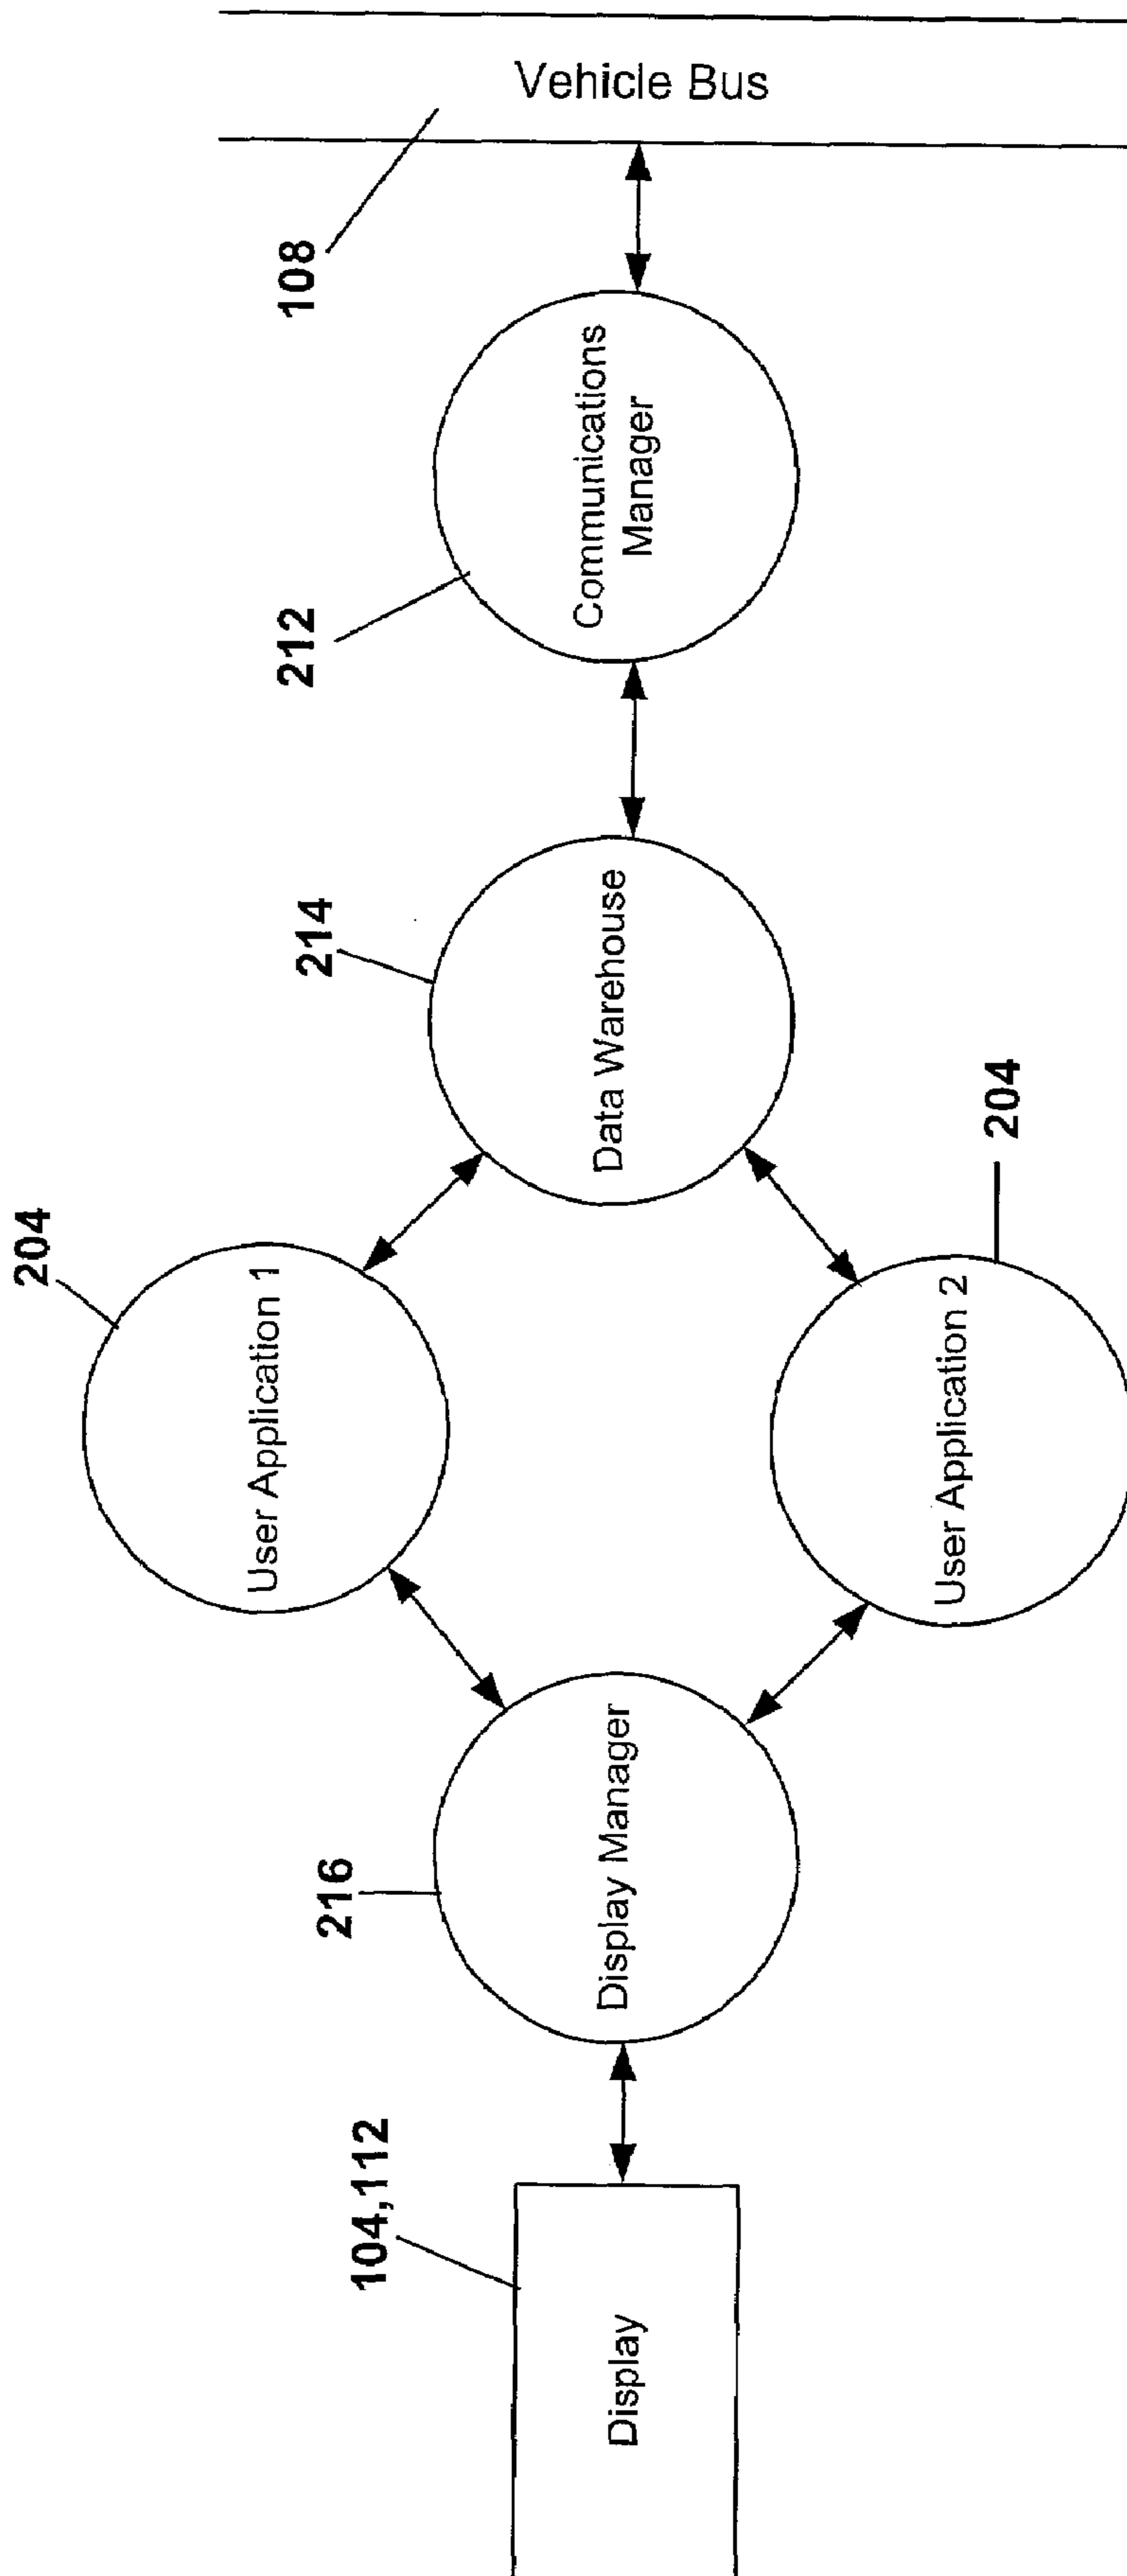 Vehicle Bus
108
Communications
Manager
212
214
Data Warehouse
204
204
User Application 1
User Application 2
216
Display Manager
104,112
Display